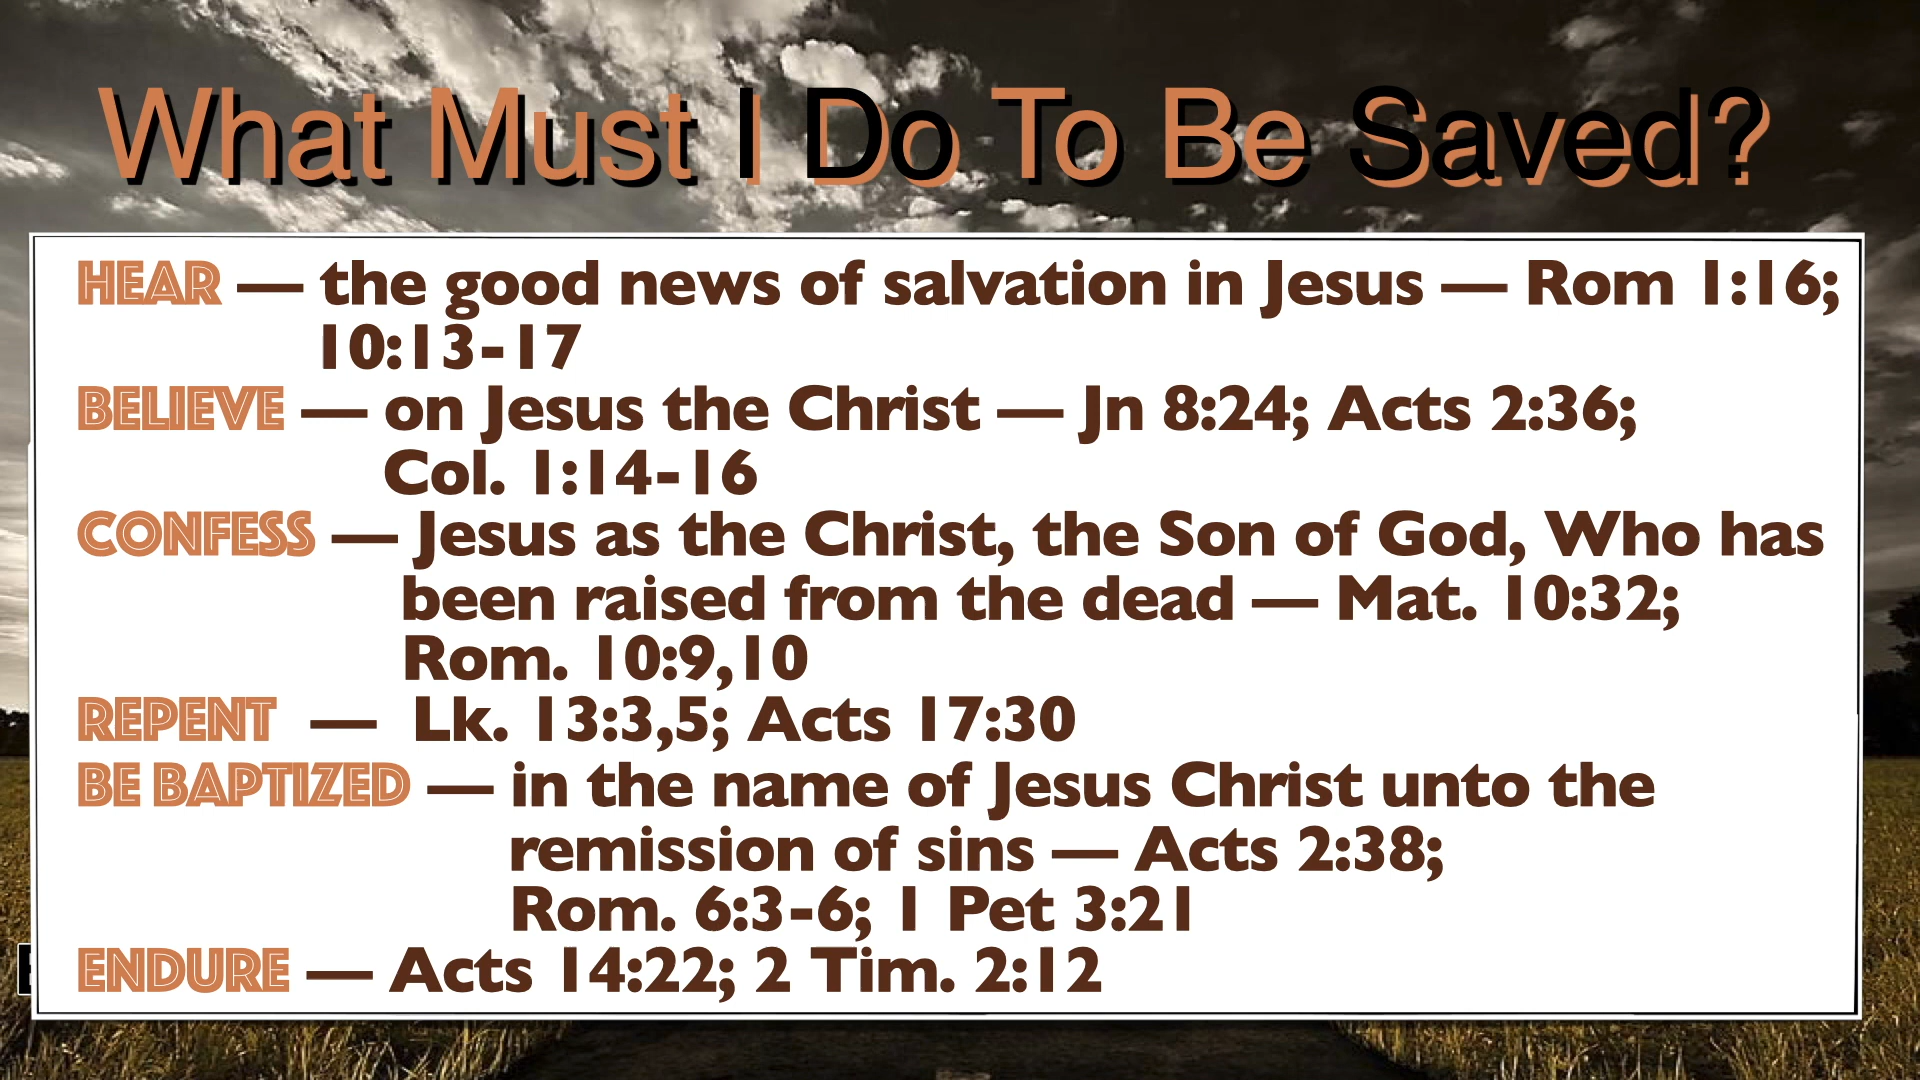 What Must I Do To Be Saved?
HEAR — the good news of salvation in Jesus — Rom 1:16;
10:13-17
BELIEVE — on Jesus the Christ — Jn 8:24; Acts 2:36;
Col. 1:14-16
CONFESS — Jesus as the Christ, the Son of God, Who has
been raised from the dead — Mat. 10:32;
Rom. 10:9,10
REPENT — Lk. 13:3,5; Acts 17:30
BE BAPTIZED — in the name of Jesus Christ unto the
remission of sins — Acts 2:38;
Rom. 6:3-6; 1 Pet 3:21
ENDURE — Acts 14:22; 2 Tim. 2:12